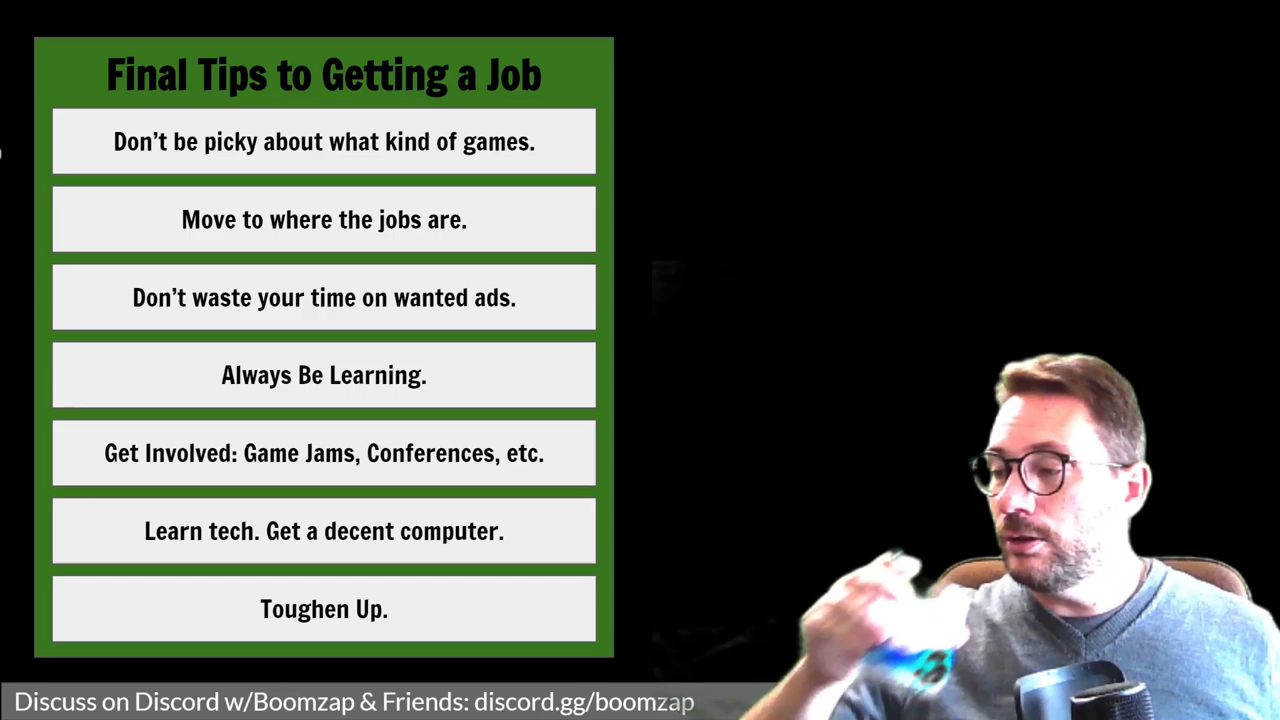 Final Tips to Getting a Job
Don't be picky about what kind of games.
Move to where the jobs are.
Don't waste your time on wanted ads.
Always Be Learning.
Get Involved: Game Jams, Conferences, etc.
Learn tech. Get a decent computer.
Toughen Up.
Discuss on Discord w/Boomzap & Friends: discord.gg/boomzap